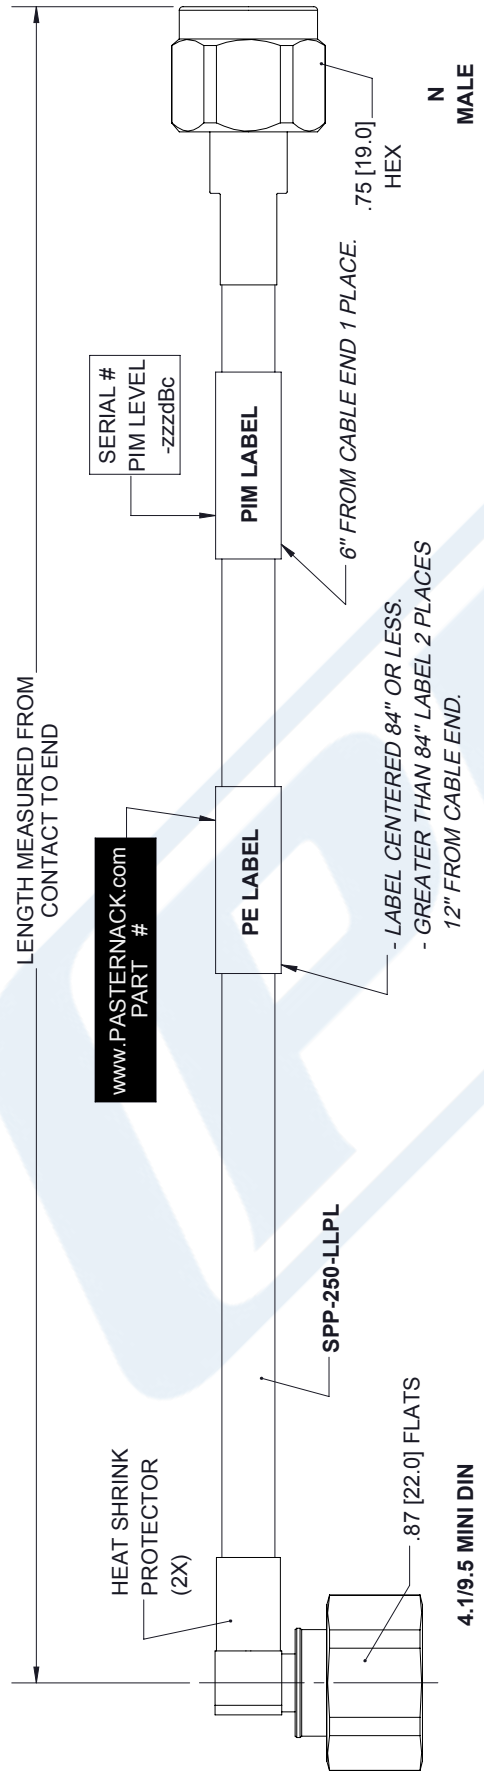 LENGTH MEASURED FROM
CONTACT TO END
HEAT SHRINK
PROTECTOR
(2X)
www.PASTERNACK.com
PART #
SERIAL #
PIM LEVEL
-zzzdBc
PE LABEL
PIM LABEL
.87 [22.0] FLATS
4.1/9.5 MINI DIN
SPP-250-LLPL
- LABEL CENTERED 84" OR LESS.
- GREATER THAN 84" LABEL 2 PLACES
12" FROM CABLE END.
6" FROM CABLE END 1 PLACE.
.75 [19.0]
HEX
N
MALE